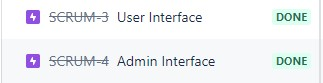 SCRUM-3 User Interface DONE
SCRUM-4 Admin Interface DONE